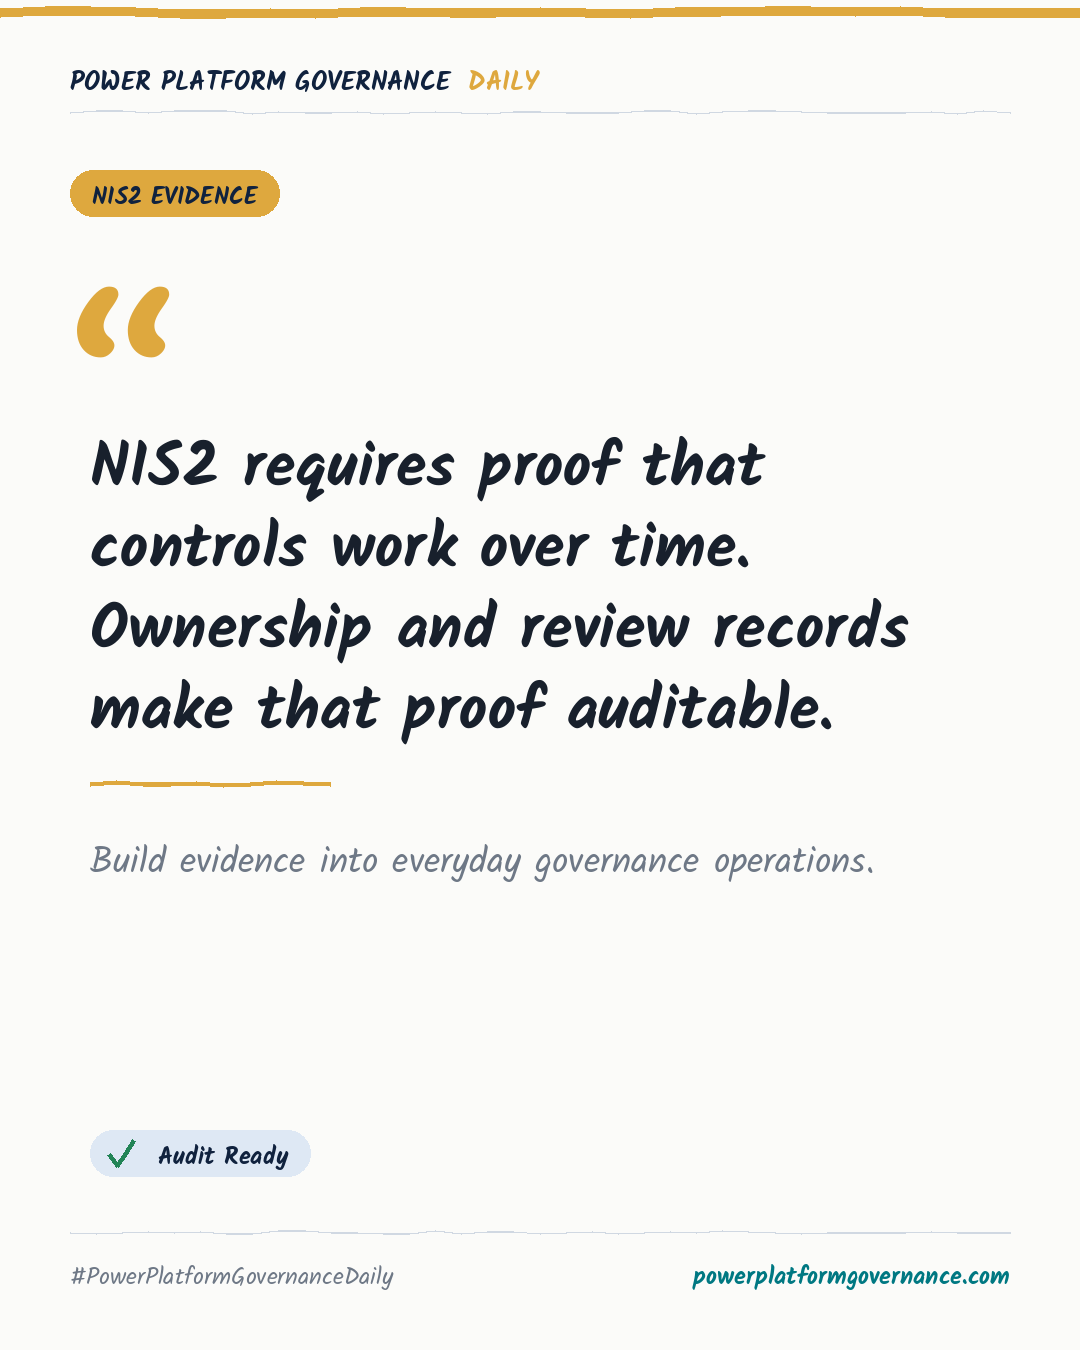 POWER PLATFORM GOVERNANCE DAILY
NIS2 EVIDENCE
“
NIS2 requires proof that
controls work over time.
Ownership and review records
make that proof auditable.
Build evidence into everyday governance operations.
Audit Ready
#PowerPlatformGovernanceDaily
powerplatformgovernance.com